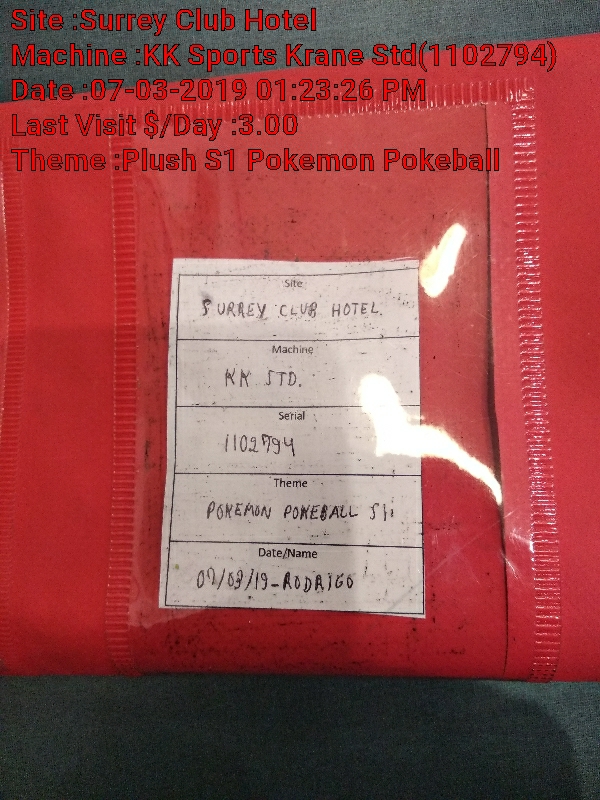 Site :Surrey Club Hotel
Machine :KK Sports Krane Std(1102794)
Date :07-03-2019 01:23:26 PM
Last Visit $/Day :3.00
Theme :Plush S1 Pokemon Pokeball
Site
SURREY CLUB HOTEL.
Machine
KK STD.
Serial
1102794
Theme
POKEMON POKEBALL S1.
Date/Name
07/03/19-RODRIGO